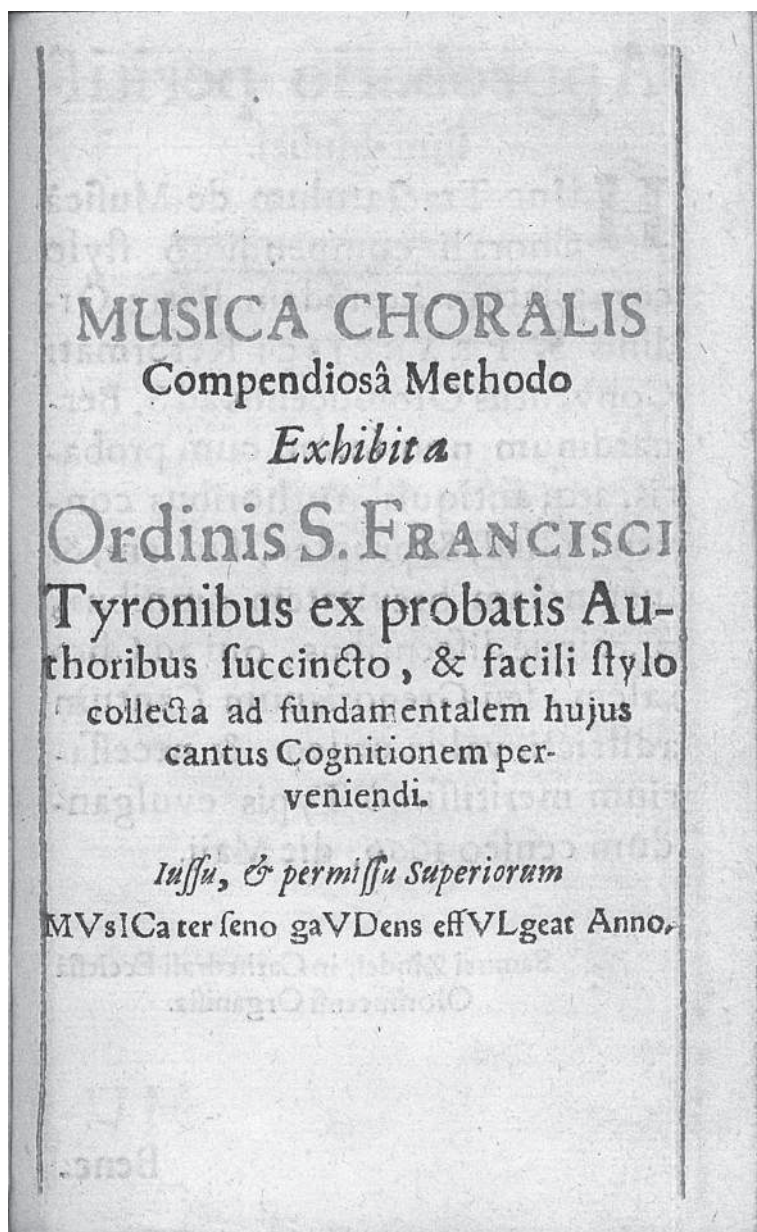 MUSICA CHORALIS
Compendiosâ Methodo
Exhibita
Ordinis S. FRANCISCI
Tyronibus ex probatis Au-
thoribus ſuccincto, & facili ſtylo
collecta ad fundamentalem hujus
cantus Cognitionem per-
veniendi.
Iuſſu, & permiſſu Superiorum
MVsICa ter ſeno gaVDens effVLgeat Anno.